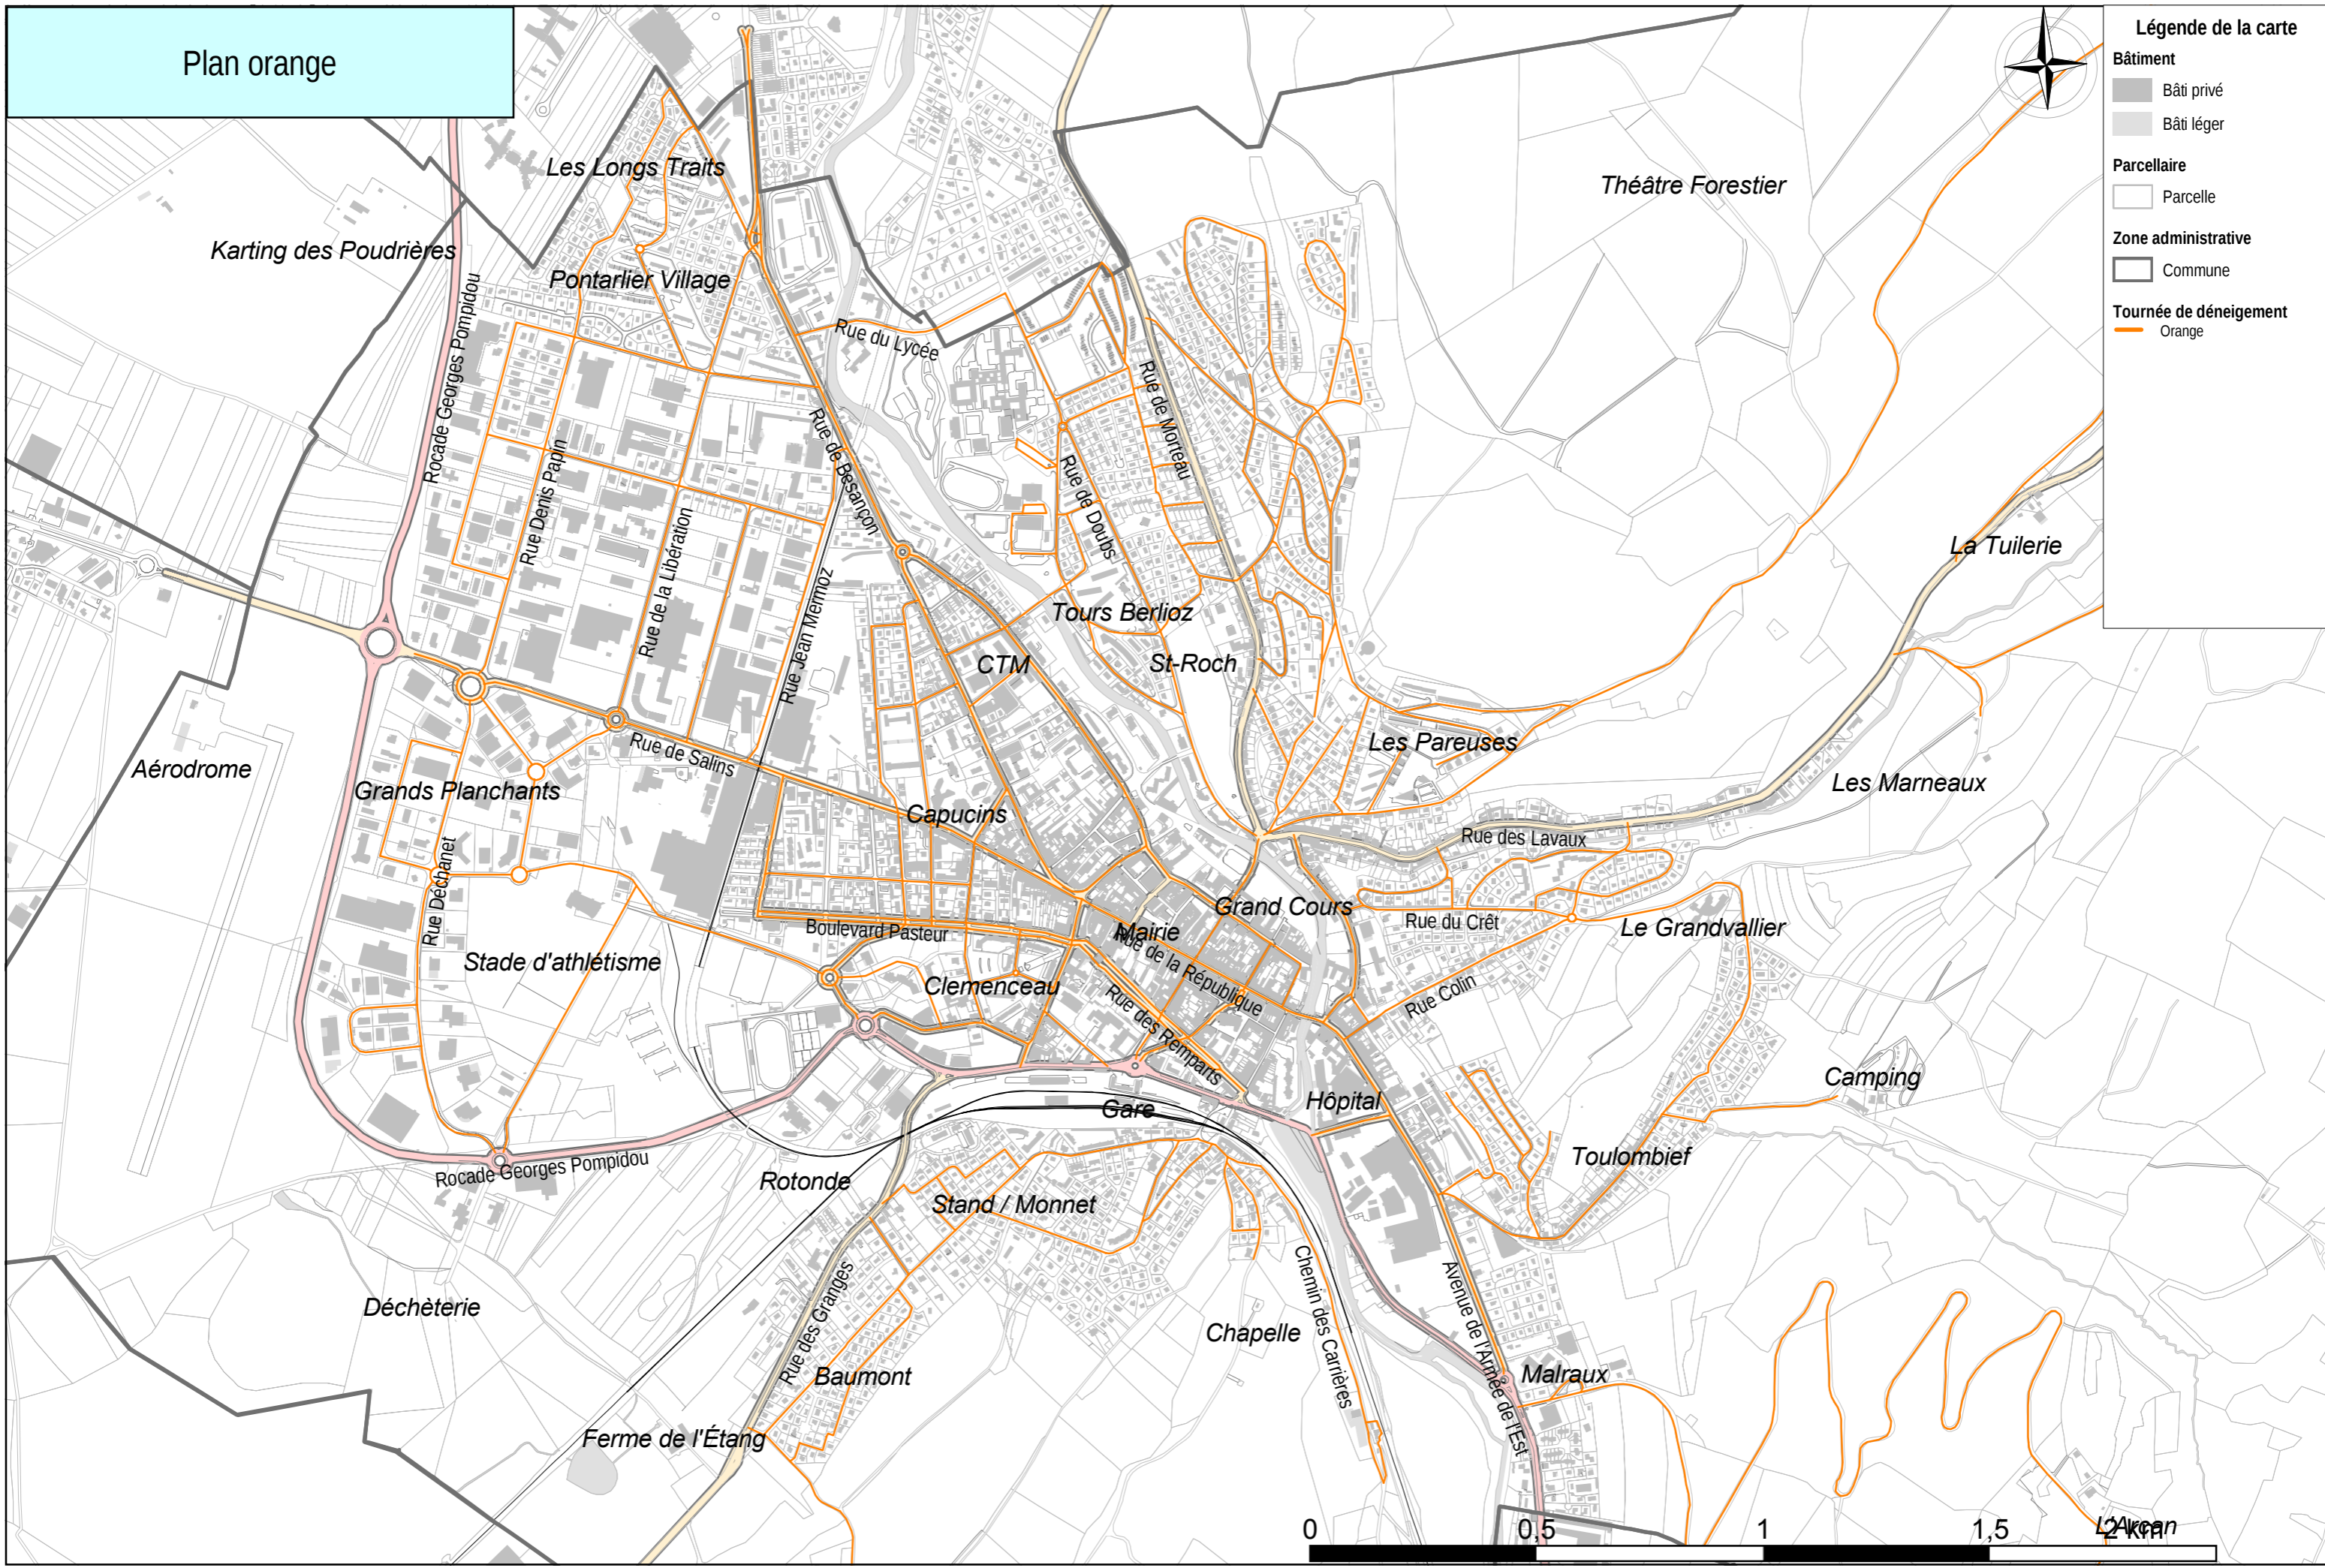 Plan orange
Légende de la carte
Bâtiment
Bâti privé
Bâti léger
Parcellaire
Parcelle
Zone administrative
Commune
Tournée de déneigement
Orange
Les Longs Traits
Théâtre Forestier
Karting des Poudrières
Pontarlier Village
Rocade Georges Pompidou
Rue du Lycée
Rue de Morteau
Rue de Besançon
Rue Denis Papin
Rue de Doubs
Rue de la Libération
La Tuilerie
Rue Jean Mermoz
Tours Berlioz
CTM
St-Roch
Rue de Salins
Les Pareuses
Aérodrome
Grands Planchants
Les Marneaux
Capucins
Rue des Lavaux
Rue Déchanet
Grand Cours
Rue du Crêt
Le Grandvallier
Boulevard Pasteur
Mairie
Rue de la République
Stade d'athlétisme
Clemenceau
Rue Colin
Rue des Remparts
Camping
Gare
Hôpital
Toulombief
Rocade Georges Pompidou
Rotonde
Stand / Monnet
Déchèterie
Rue des Granges
Chemin des Carrières
Chapelle
Avenue de l'Armée de l'Est
Baumont
Malraux
Ferme de l'Étang
0 0,5 1 1,5 2 km
L'Arcan